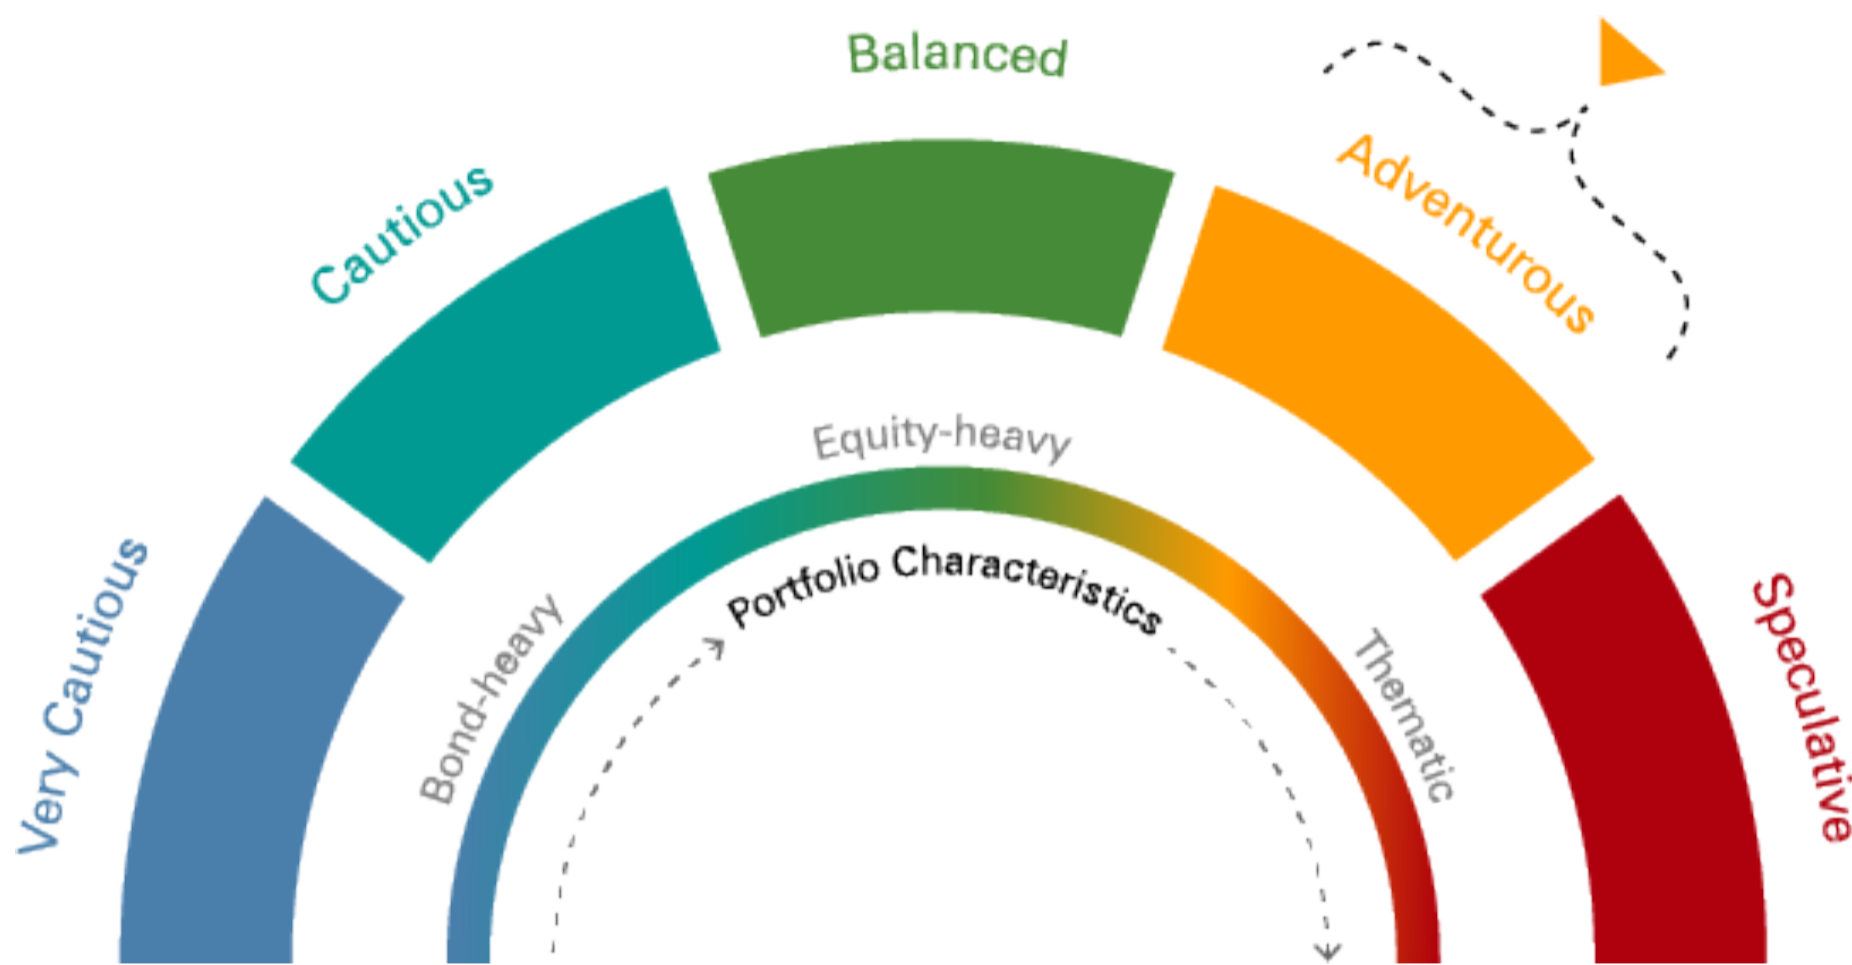 Very Cautious
Cautious
Balanced
Adventurous
Speculative
Bond-heavy
Equity-heavy
Thematic
Portfolio Characteristics